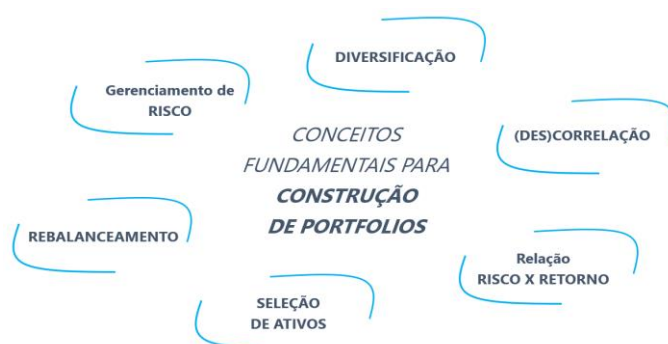 DIVERSIFICAÇÃO
Gerenciamento de
RISCO
(DES)CORRELAÇÃO
CONCEITOS
FUNDAMENTAIS PARA
CONSTRUÇÃO
DE PORTFOLIOS
REBALANCEAMENTO
Relação
RISCO X RETORNO
SELEÇÃO
DE ATIVOS